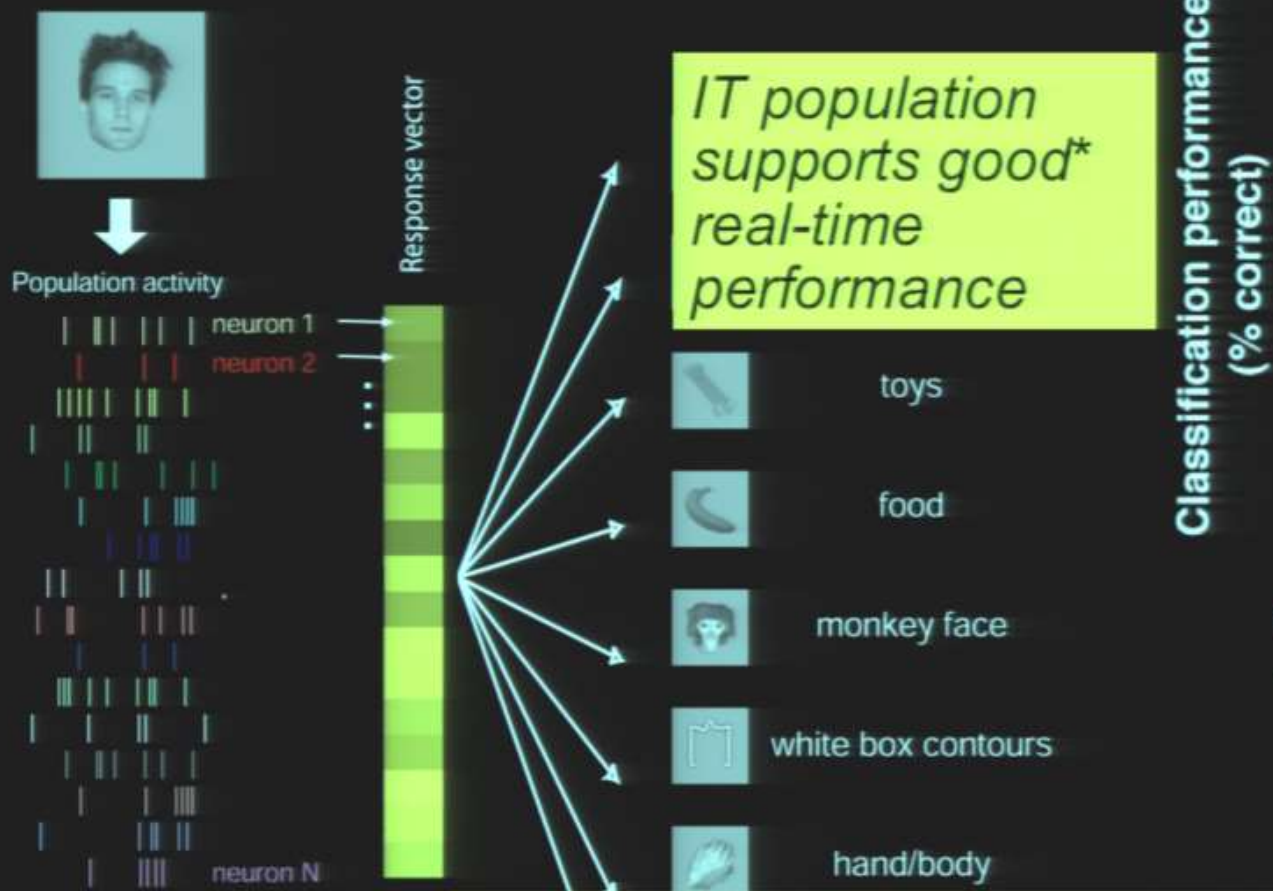 Population activity
neuron 1
neuron 2
neuron N
Response vector
IT population
supports good*
real-time
performance
toys
food
monkey face
white box contours
hand/body
Classification performance
(% correct)